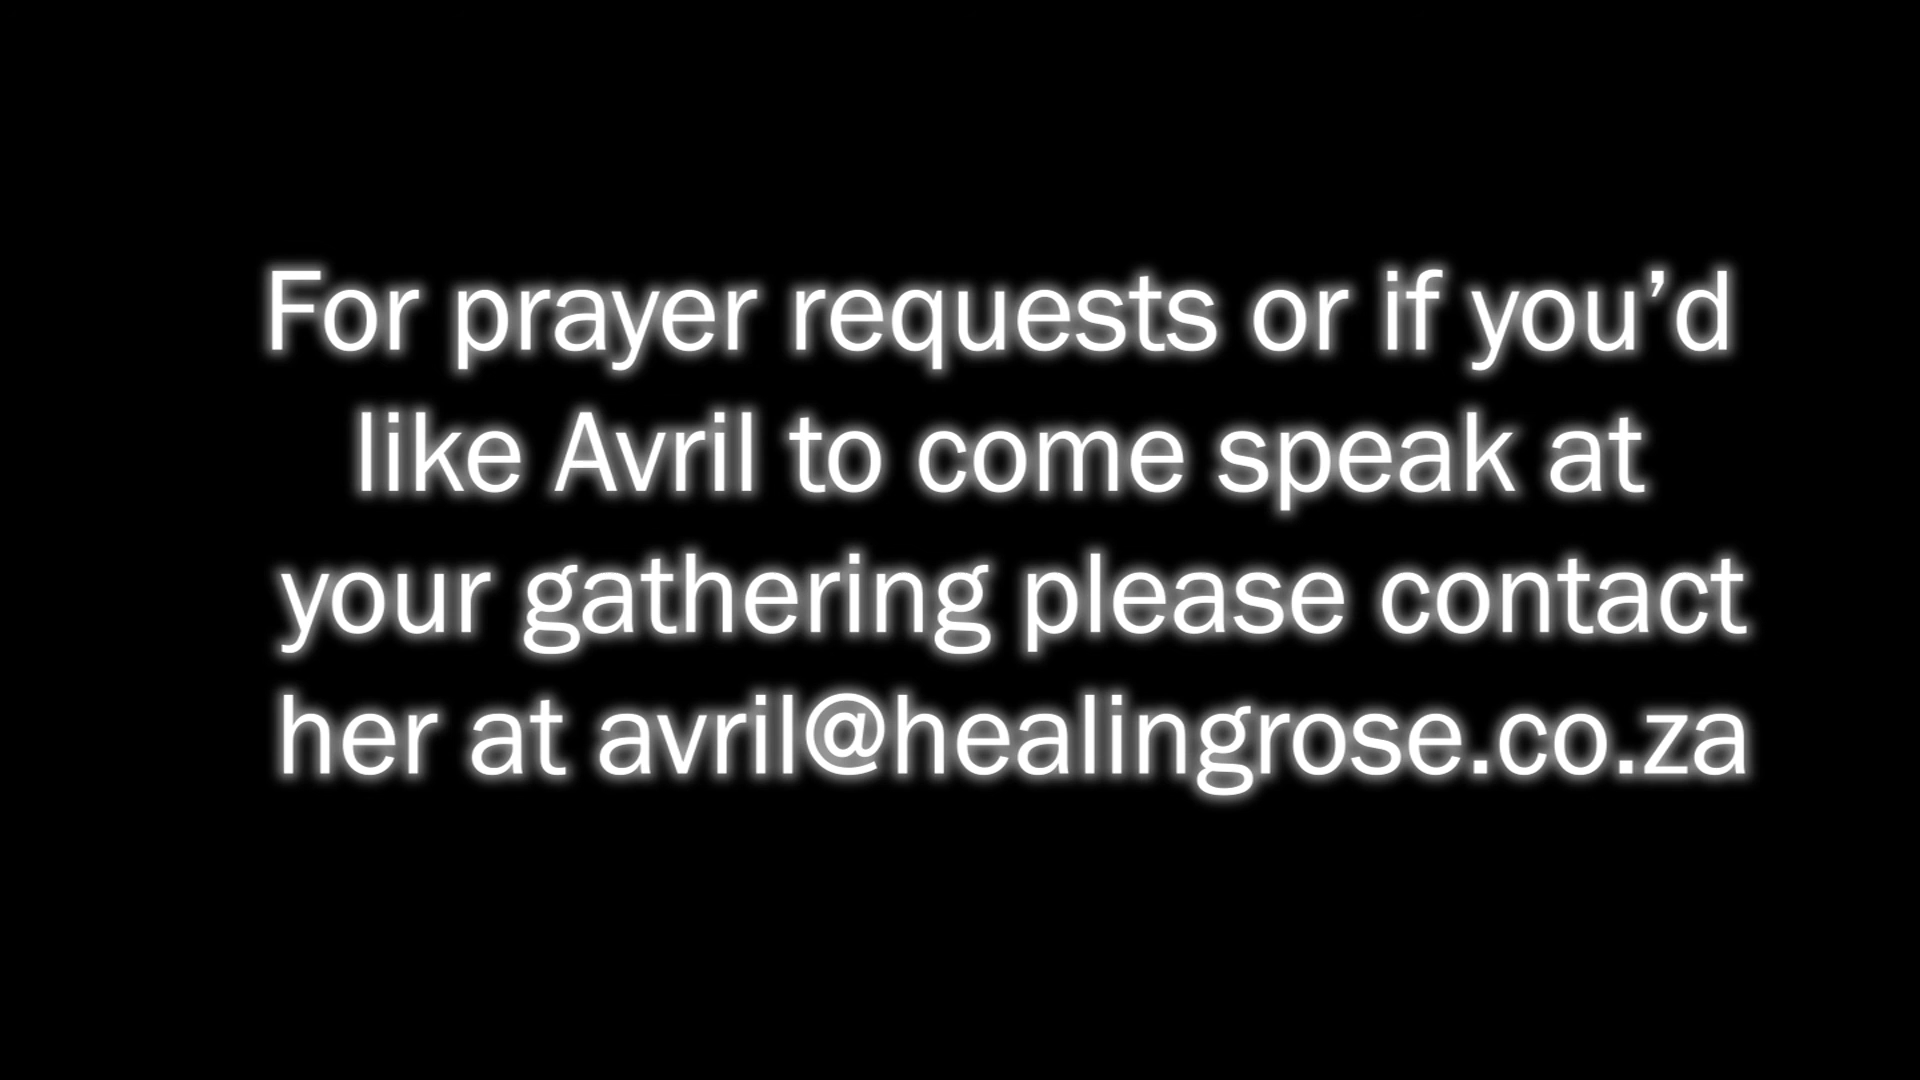 For prayer requests or if you’d
like Avril to come speak at
your gathering please contact
her at avril@healingrose.co.za